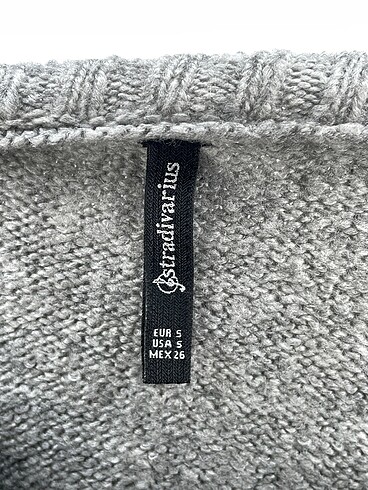 stradivarius
EUR S
USA S
MEX 26